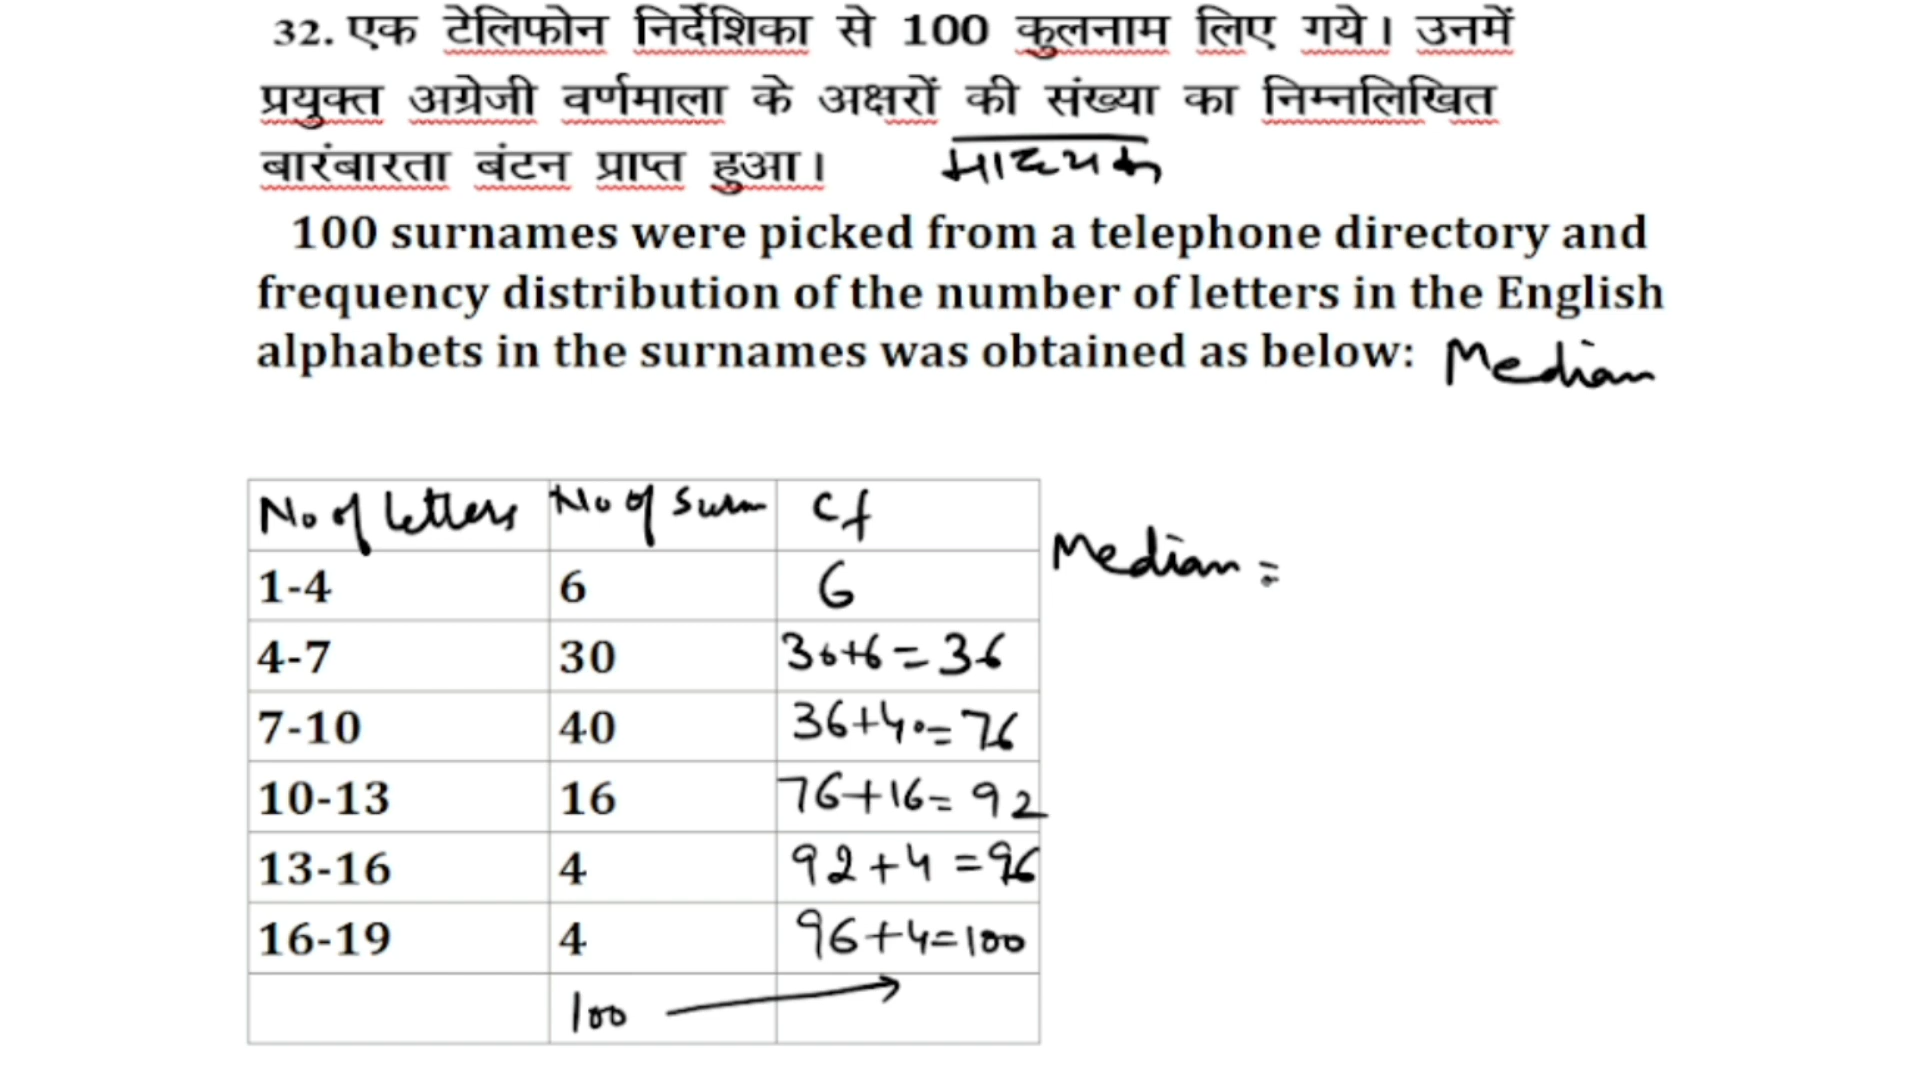 32. एक टेलिफोन निर्देशिका से 100 कुलनाम लिए गये। उनमें
प्रयुक्त अग्रेजी वर्णमाला के अक्षरों की संख्या का निम्नलिखित
बारंबारता बंटन प्राप्त हुआ।
100 surnames were picked from a telephone directory and
frequency distribution of the number of letters in the English
alphabets in the surnames was obtained as below: Median
No of letters No of Surn cf
Median =
1-4 6 6
4-7 30 30+6=36
7-10 40 36+40=76
10-13 16 76+16=92
13-16 4 92+4=96
16-19 4 96+4=100
100